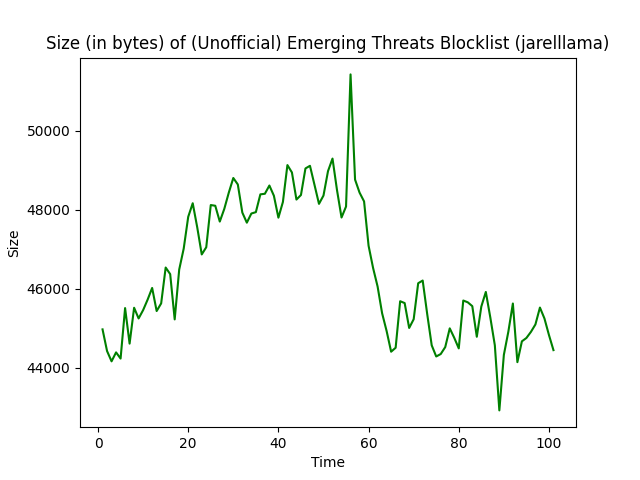 Size (in bytes) of (Unofficial) Emerging Threats Blocklist (jarelllama)
50000
48000
46000
44000
Size
0 20 40 60 80 100
Time